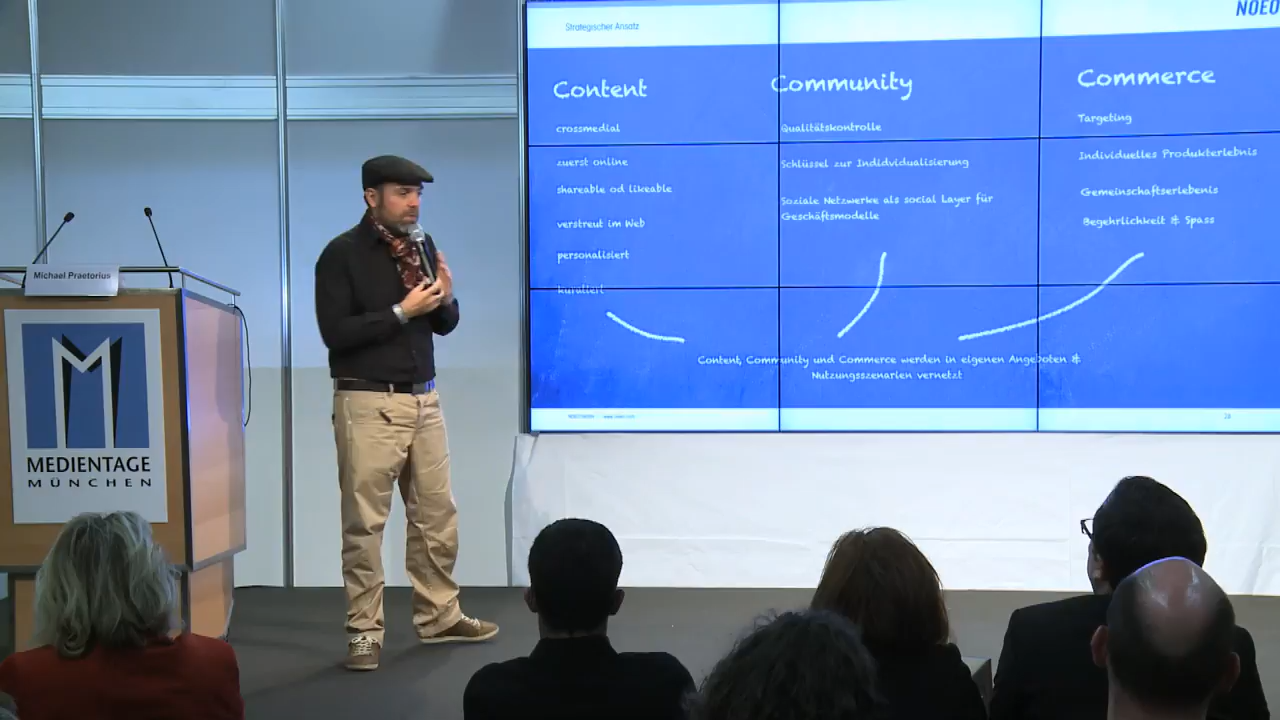 Strategischer Ansatz
NOEO
Content
crossmedial
zuerst online
shareable od likeable
verstreut im Web
personalisiert
kuratiert
Community
Qualitätskontrolle
Schlüssel zur Indidvidualisierung
Soziale Netzwerke als social Layer für
Geschäftsmodelle
Commerce
Targeting
Individuelles Produkterlebnis
Gemeinschaftserlebenis
Begehrlichkeit & Spass
Content, Community und Commerce werden in eigenen Angeboten &
Nutzungsszenarien vernetzt
Michael Praetorius
M
MEDIENTAGE
MÜNCHEN